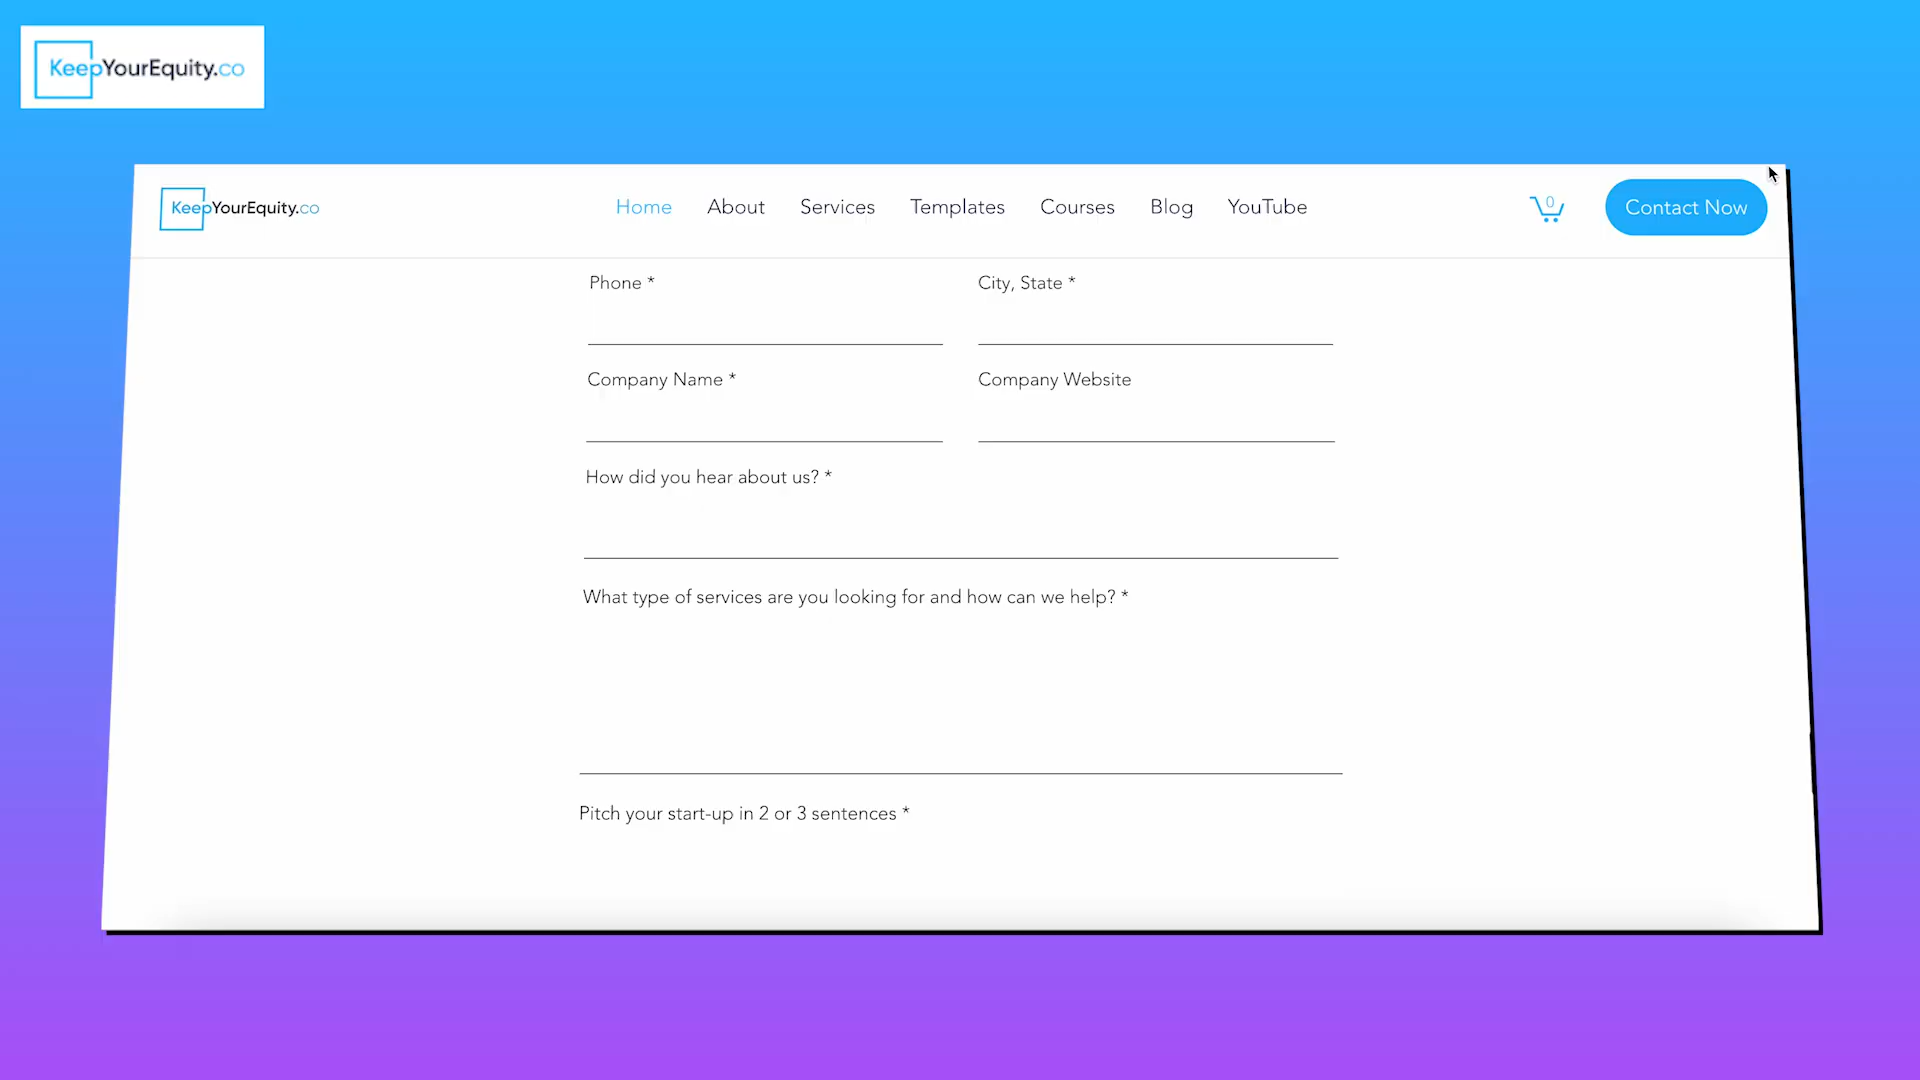 KeepYourEquity.co
KeepYourEquity.co
Home About Services Templates Courses Blog YouTube 0 Contact Now
Phone * City, State *
Company Name * Company Website
How did you hear about us? *
What type of services are you looking for and how can we help? *
Pitch your start-up in 2 or 3 sentences *